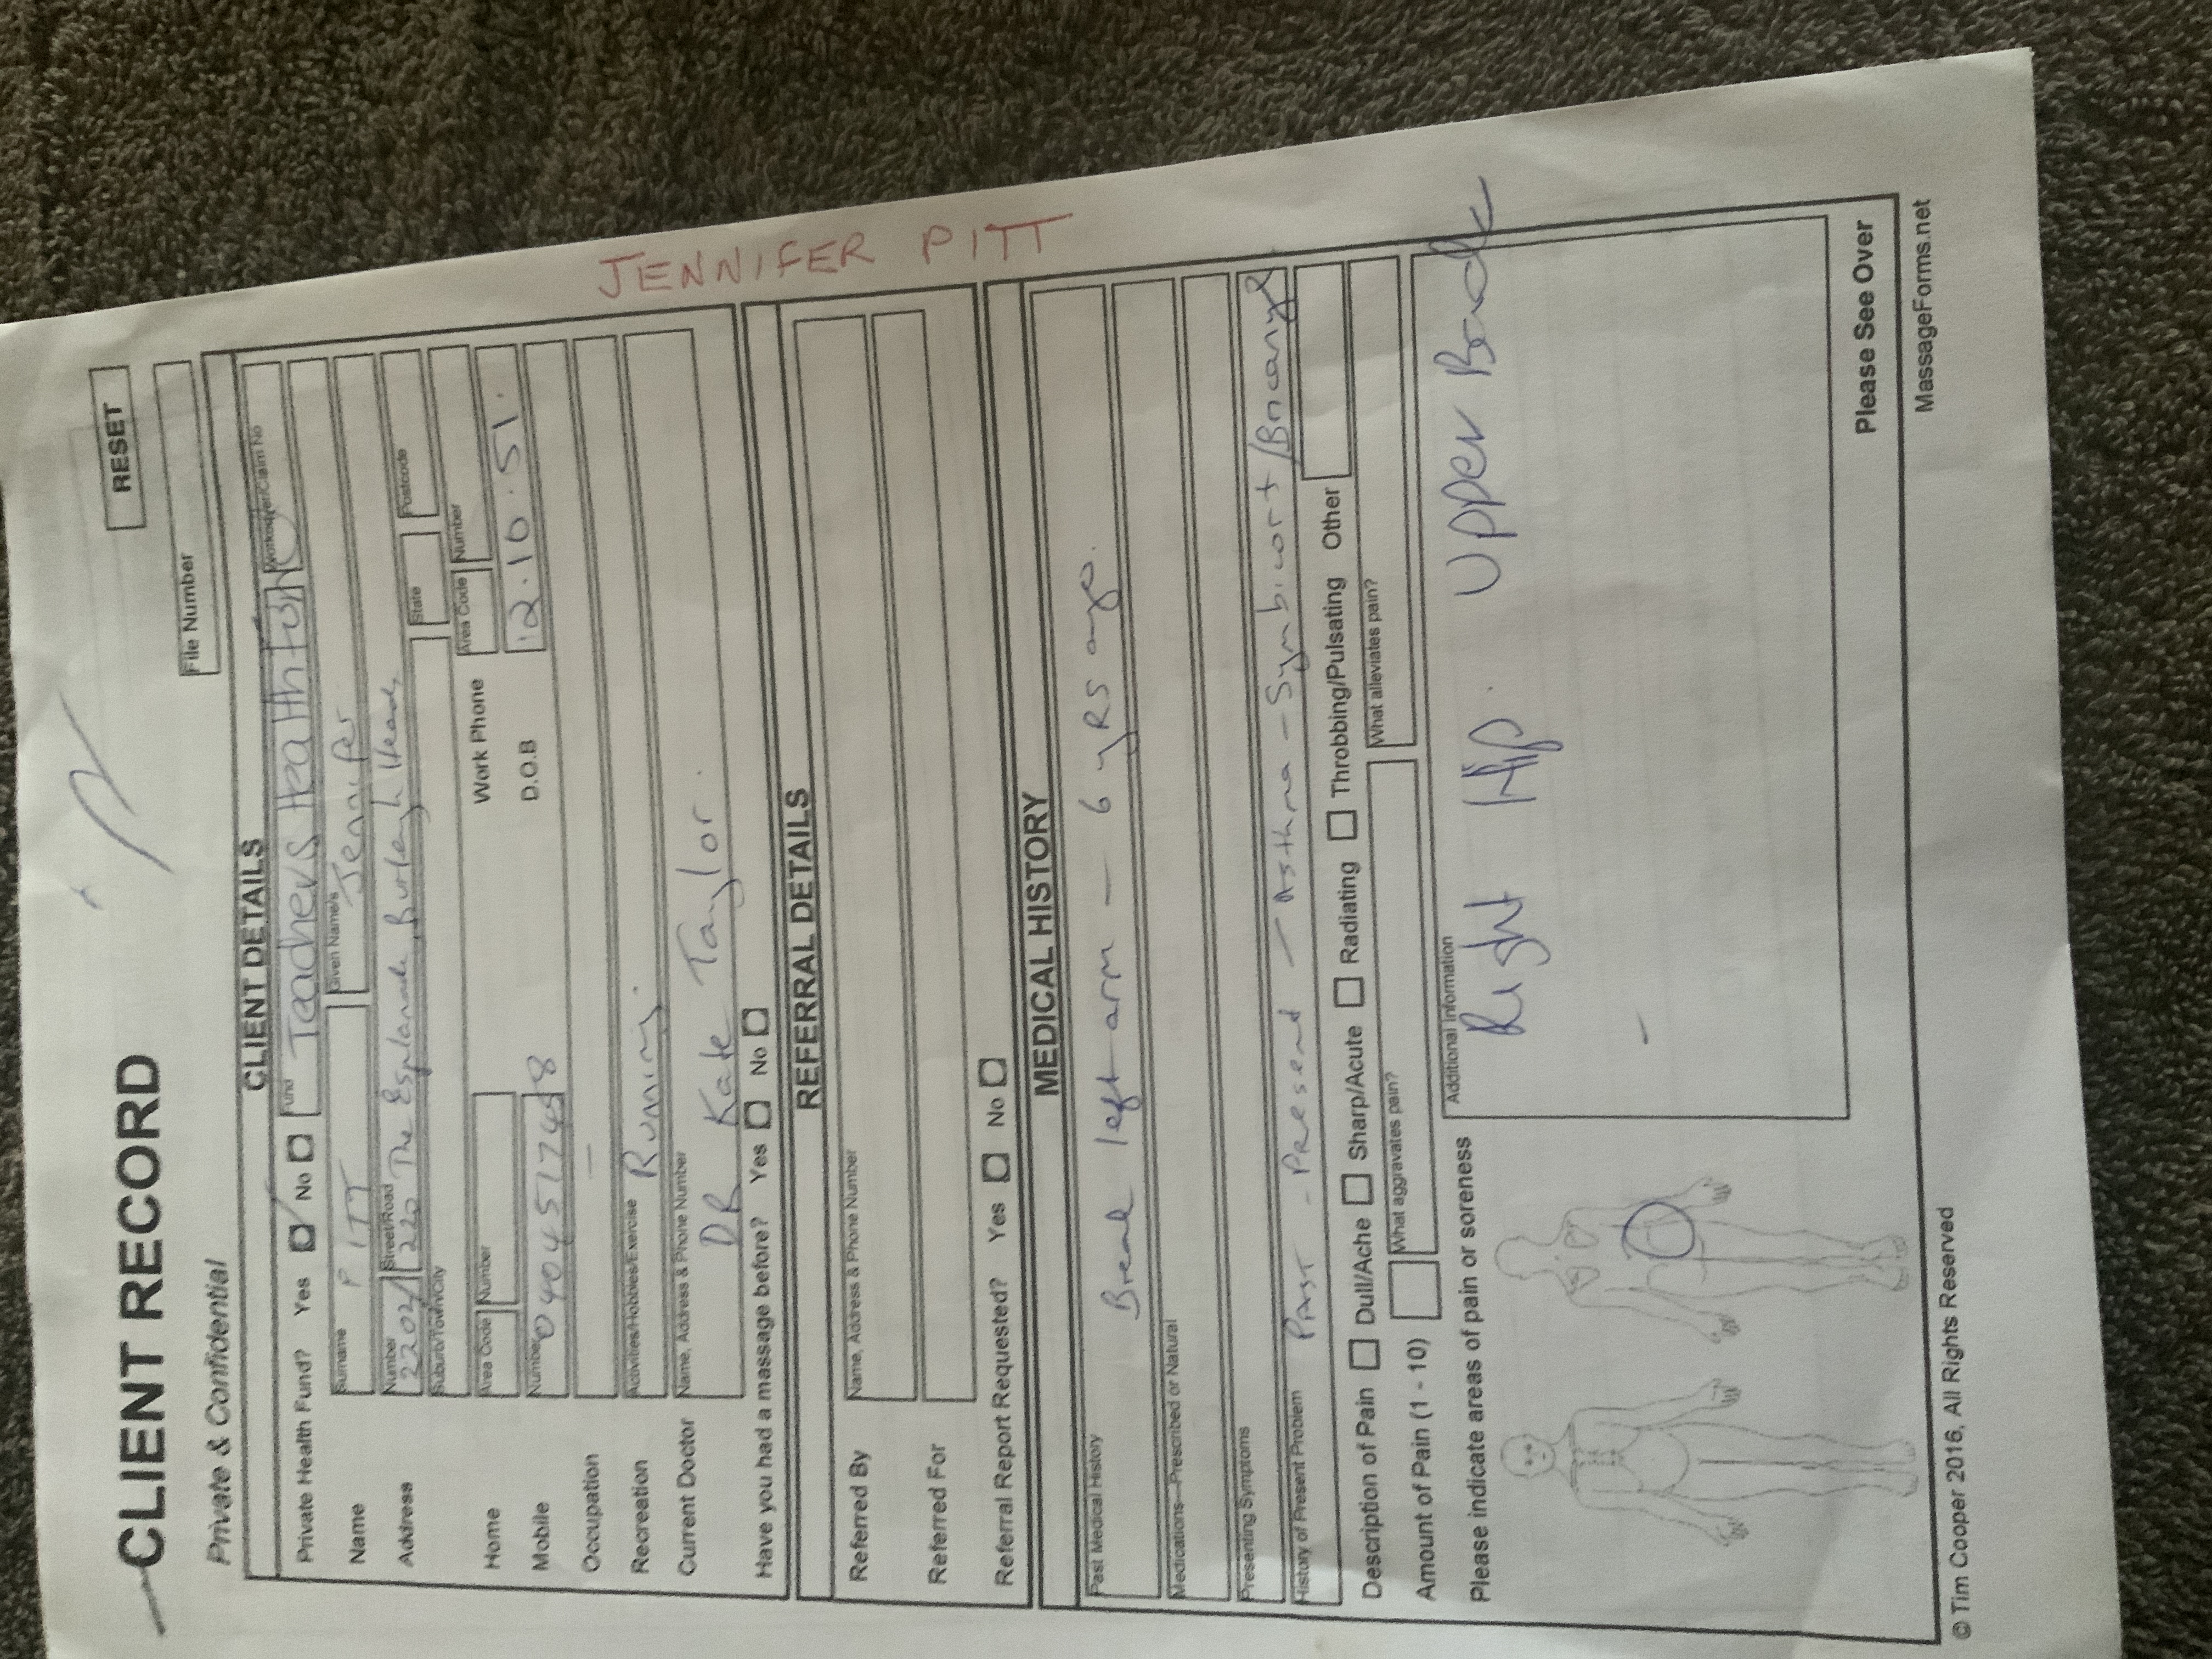 RESET
CLIENT RECORD
Private & Confidential
File Number
CLIENT DETAILS
Private Health Fund? Yes No Fund Teachers Health Fund Workcover/Claim No
Name Surname PITT Given Name/s Jennifer
Address Number 2202/ Street/Road 220 The Esplanade, Burleigh Heads
Suburb/Town/City State Postcode
Home Area Code Number Work Phone Area Code Number
Mobile Number D.O.B 12.10.51.
Occupation –
Recreation Activities/Hobbies/Exercise Running.
Current Doctor Name, Address & Phone Number
DR Kate Taylor.
Have you had a massage before? Yes No
JENNIFER PITT
REFERRAL DETAILS
Referred By Name, Address & Phone Number
Referred For
Referral Report Requested? Yes No
MEDICAL HISTORY
Past Medical History
Break left arm – 6 yRs ago.
Medications—Prescribed or Natural
Presenting Symptoms
History of Present Problem Past - Present - Asthma - Symbicort/Bricanyl
Description of Pain Dull/Ache Sharp/Acute Radiating Throbbing/Pulsating Other
Amount of Pain (1 - 10) What aggravates pain? What alleviates pain?
Please indicate areas of pain or soreness
Additional Information
Right Hip. Upper
Please See Over
© Tim Cooper 2016, All Rights Reserved
MassageForms.net